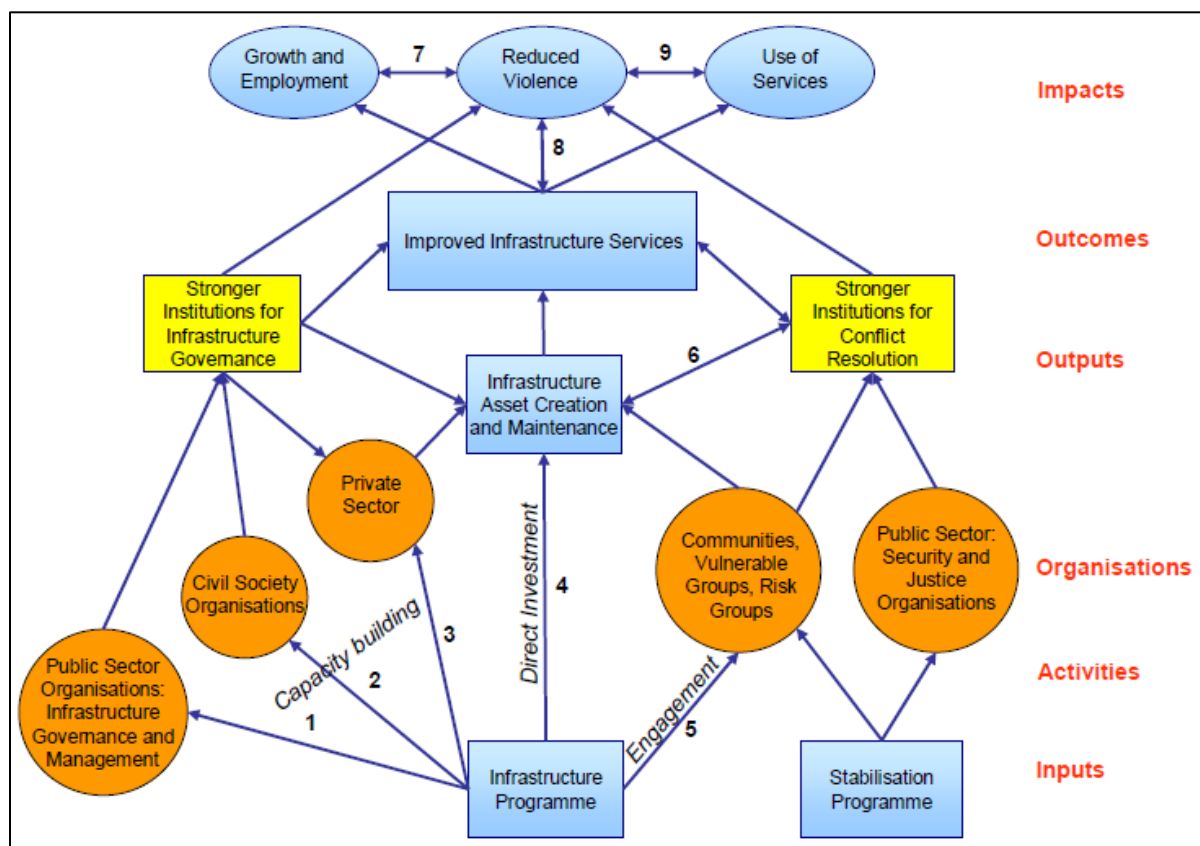 Growth and
Employment
7
Reduced
Violence
9
Use of
Services
Impacts
8
Improved Infrastructure Services
Outcomes
Stronger
Institutions for
Infrastructure
Governance
Stronger
Institutions for
Conflict
Resolution
6
Outputs
Infrastructure
Asset Creation
and Maintenance
Private
Sector
Direct Investment
4
Communities,
Vulnerable
Groups, Risk
Groups
Public Sector:
Security and
Justice
Organisations
Organisations
Civil Society
Organisations
Capacity building
3
2
1
Public Sector
Organisations:
Infrastructure
Governance and
Management
Engagement
5
Activities
Infrastructure
Programme
Stabilisation
Programme
Inputs